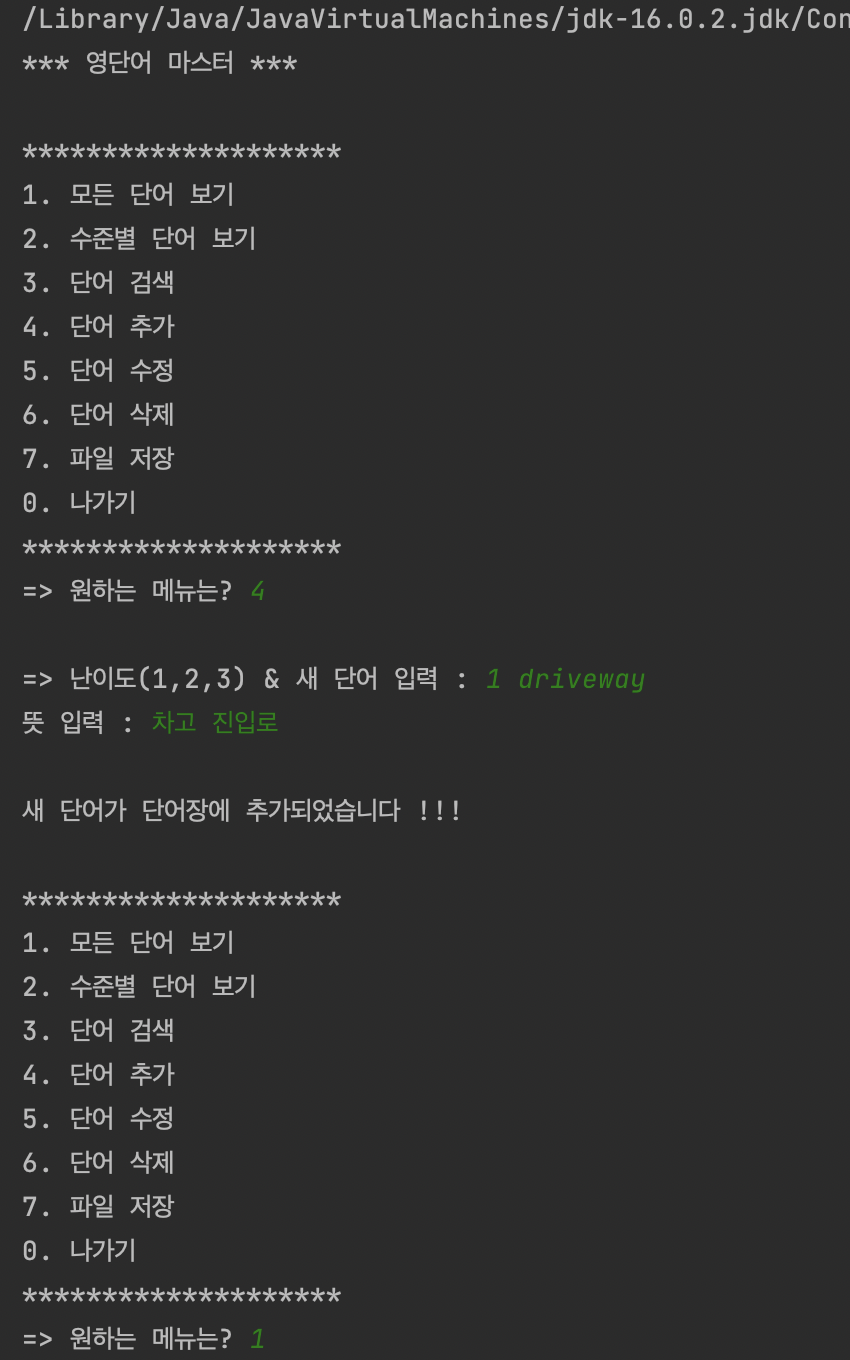 /Library/Java/JavaVirtualMachines/jdk-16.0.2.jdk/Con
*** 영단어 마스터 ***
********************
1. 모든 단어 보기
2. 수준별 단어 보기
3. 단어 검색
4. 단어 추가
5. 단어 수정
6. 단어 삭제
7. 파일 저장
0. 나가기
********************
=> 원하는 메뉴는? 4
=> 난이도(1,2,3) & 새 단어 입력 : 1 driveway
뜻 입력 : 차고 진입로
새 단어가 단어장에 추가되었습니다 !!!
********************
1. 모든 단어 보기
2. 수준별 단어 보기
3. 단어 검색
4. 단어 추가
5. 단어 수정
6. 단어 삭제
7. 파일 저장
0. 나가기
********************
=> 원하는 메뉴는? 1